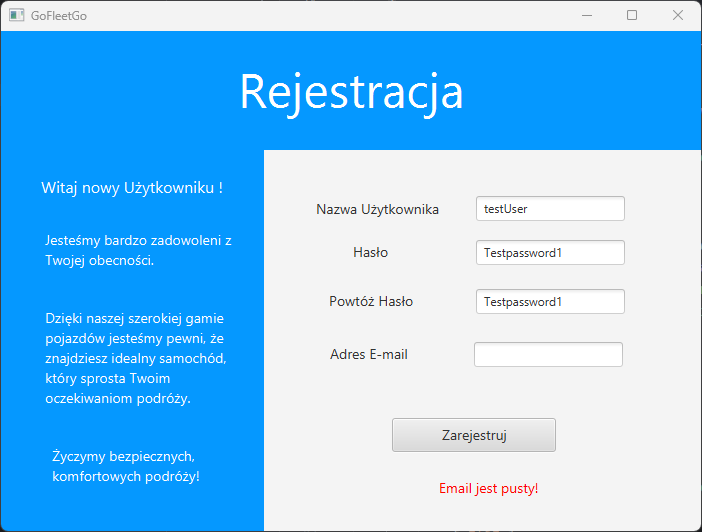 GoFleetGo
Rejestracja
Witaj nowy Użytkowniku !
Jesteśmy bardzo zadowoleni z
Twojej obecności.
Dzięki naszej szerokiej gamie
pojazdów jesteśmy pewni, że
znajdziesz idealny samochód,
który sprosta Twoim
oczekiwaniom podróży.
Życzymy bezpiecznych,
komfortowych podróży!
Nazwa Użytkownika testUser
Hasło Testpassword1
Powtóż Hasło Testpassword1
Adres E-mail
Zarejestruj
Email jest pusty!